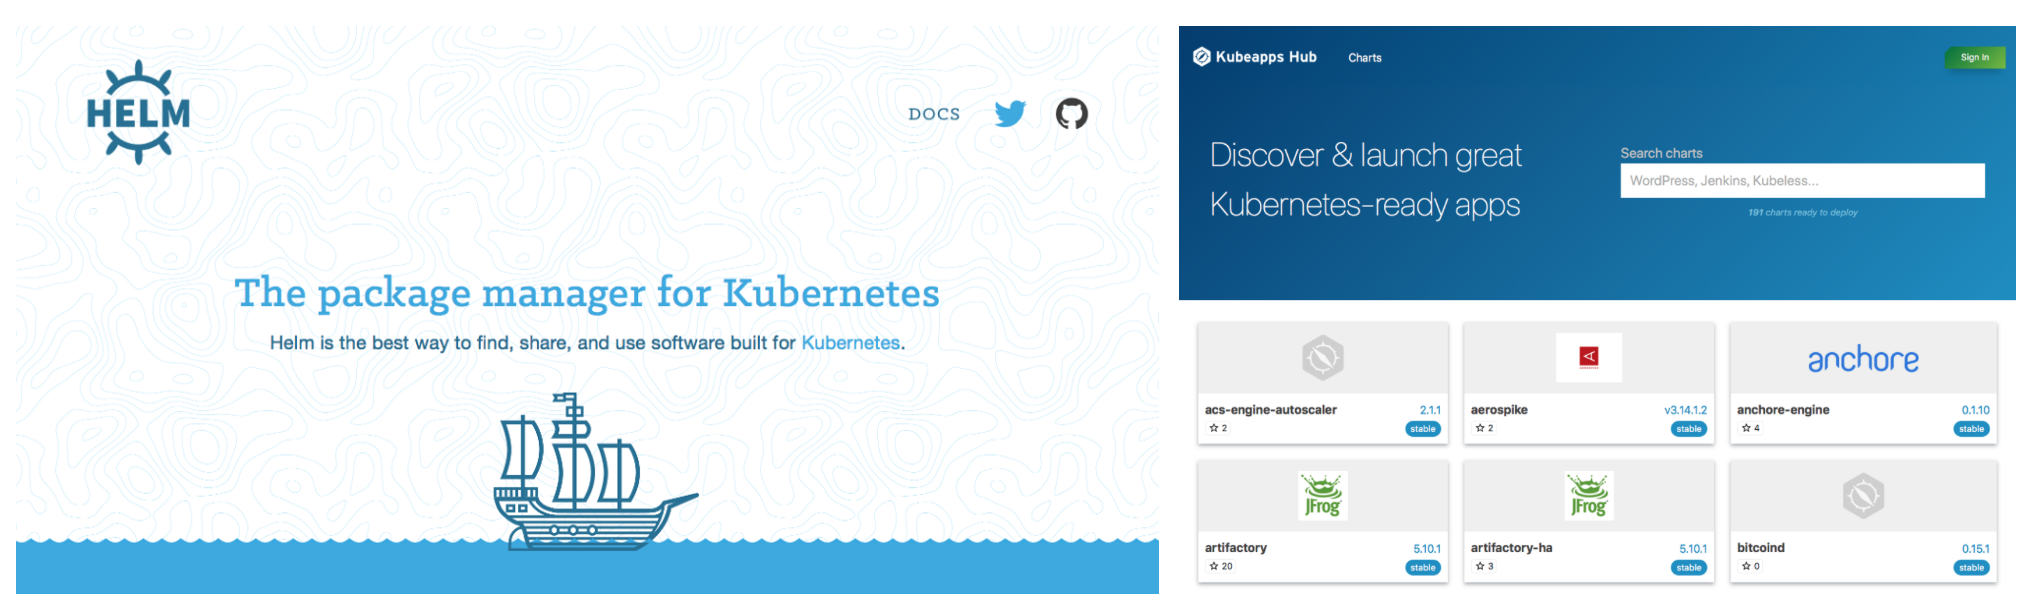 HELM
DOCS
The package manager for Kubernetes
Helm is the best way to find, share, and use software built for Kubernetes.
Kubeapps Hub
Charts
Sign In
Discover & launch great
Kubernetes-ready apps
Search charts
WordPress, Jenkins, Kubeless...
191 charts ready to deploy
acs-engine-autoscaler
2.1.1
2
stable
aerospike
v3.14.1.2
2
stable
anchore
anchore-engine
0.1.10
4
stable
JFrog
artifactory
5.10.1
20
stable
JFrog
artifactory-ha
5.10.1
3
stable
bitcoind
0.15.1
0
stable